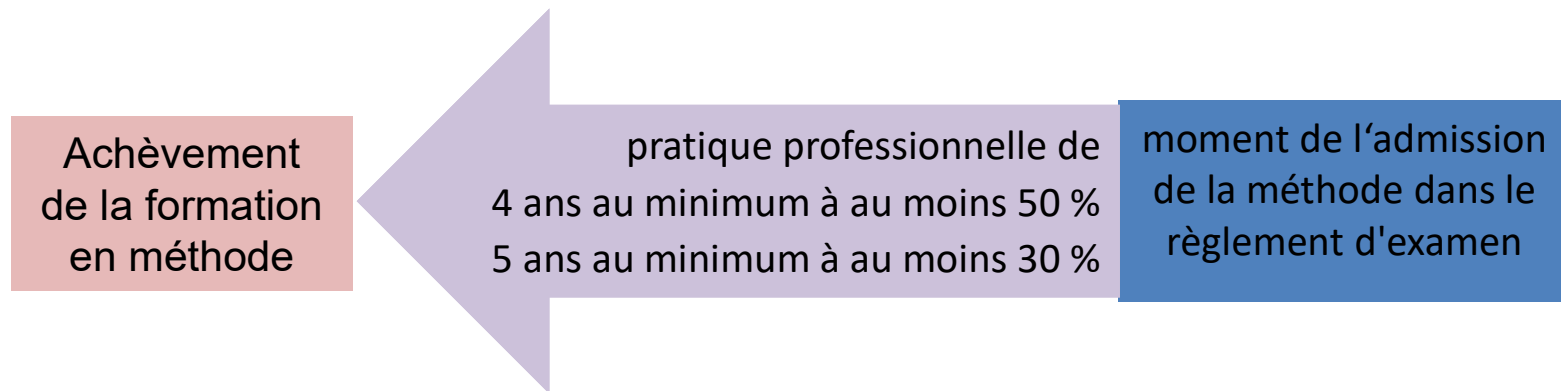 Achèvement
de la formation
en méthode
pratique professionnelle de
4 ans au minimum à au moins 50 %
5 ans au minimum à au moins 30 %
moment de l‘admission
de la méthode dans le
règlement d'examen